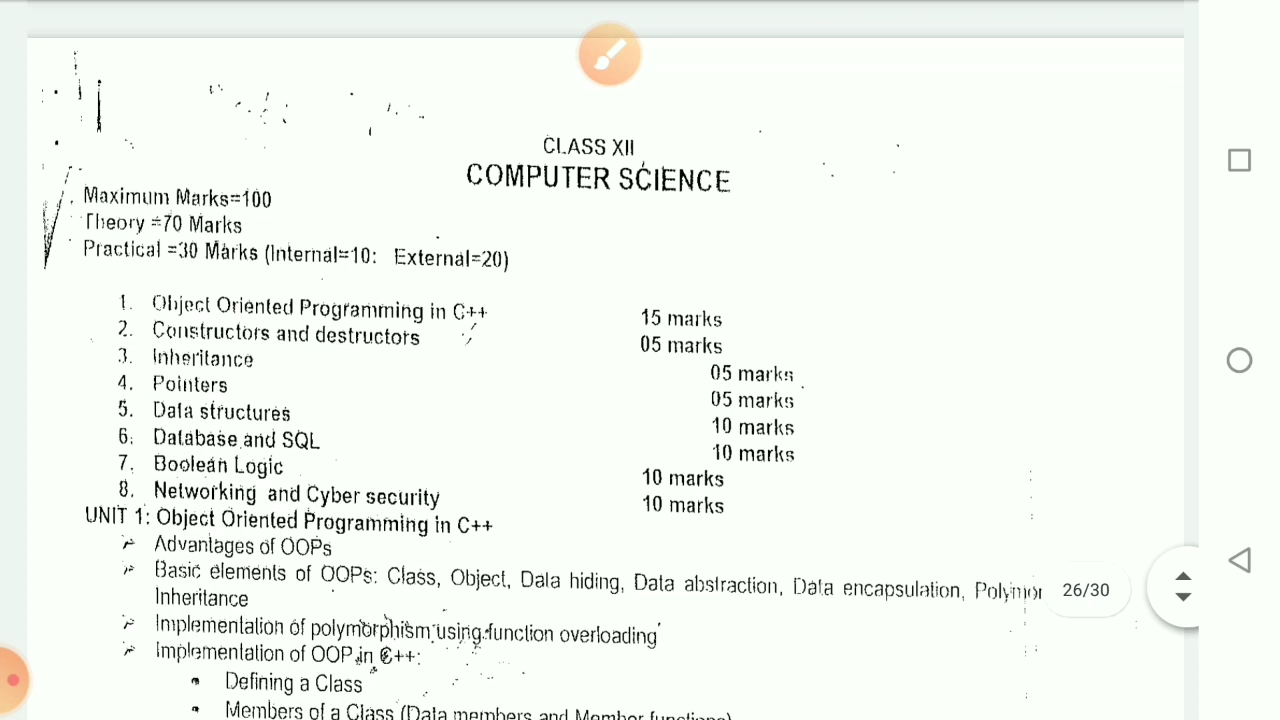 CLASS XII
COMPUTER SCIENCE
Maximum Marks=100
Theory =70 Marks
Practical =30 Marks (Internal=10: External=20)
1. Object Oriented Programming in C++ 15 marks
2. Constructors and destructors 05 marks
3. Inheritance 05 marks
4. Pointers 05 marks
5. Data structures 10 marks
6. Database and SQL 10 marks
7. Boolean Logic 10 marks
8. Networking and Cyber security 10 marks
UNIT 1: Object Oriented Programming in C++
➢ Advantages of OOPs
➢ Basic elements of OOPs: Class, Object, Data hiding, Data abstraction, Data encapsulation,
Inheritance
26/30
➢ Implementation of polymorphism using function overloading
➢ Implementation of OOP in C++:
▪ Defining a Class
▪ Members of a Class (Data members and Member functions)